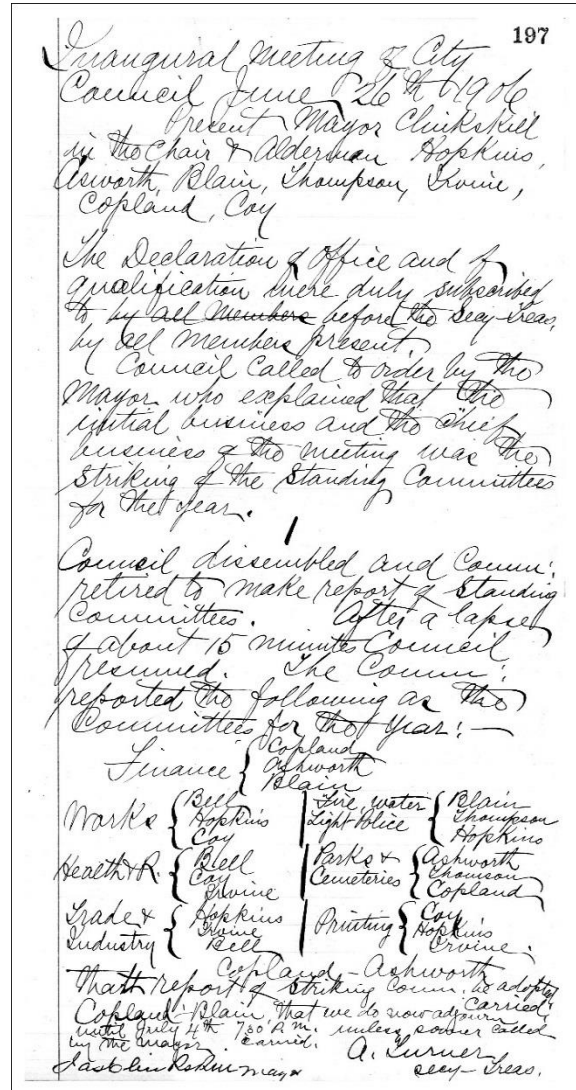 197
Inaugural Meeting of City
Council June 26th 1906
Present Mayor Clinkskill
in the chair & Alderman Hopkins,
Asworth, Blain, Thompson, Irvine,
Copland, Coy
The Declaration of Office and of
qualification were duly subscribed
to by all members before the Secy-Treas,
by all members present.
Council called to order by the
Mayor who explained that the
initial business and the chief
business of the meeting was the
striking of the Standing Committees
for the year.
Council dissembled and Comm:
retired to make report of Standing
Committees. After a lapse
of about 15 minutes Council
resumed. The Comm:
reported the following as the
Committees for the Year:—
Finance { Copland
Ashworth
Blain
Works { Bell
Hopkins
Coy
Fire, water
Light Police { Blain
Thompson
Hopkins
Health & R. { Bell
Coy
Irvine
Parks &
Cemeteries { Ashworth
Thomson
Copland
Trade &
Industry { Hopkins
Irvine
Bell
Printing { Coy
Hopkins
Irvine.
Copland - Ashworth
That report of striking comm. be adopted
carried.
Copland - Blain, that we do now adjourn
until July 4th 7.30 P.M. unless sooner called
by the mayor. Carried.
A. Turner
Secy-Treas.
Jas Clinkskill Mayor